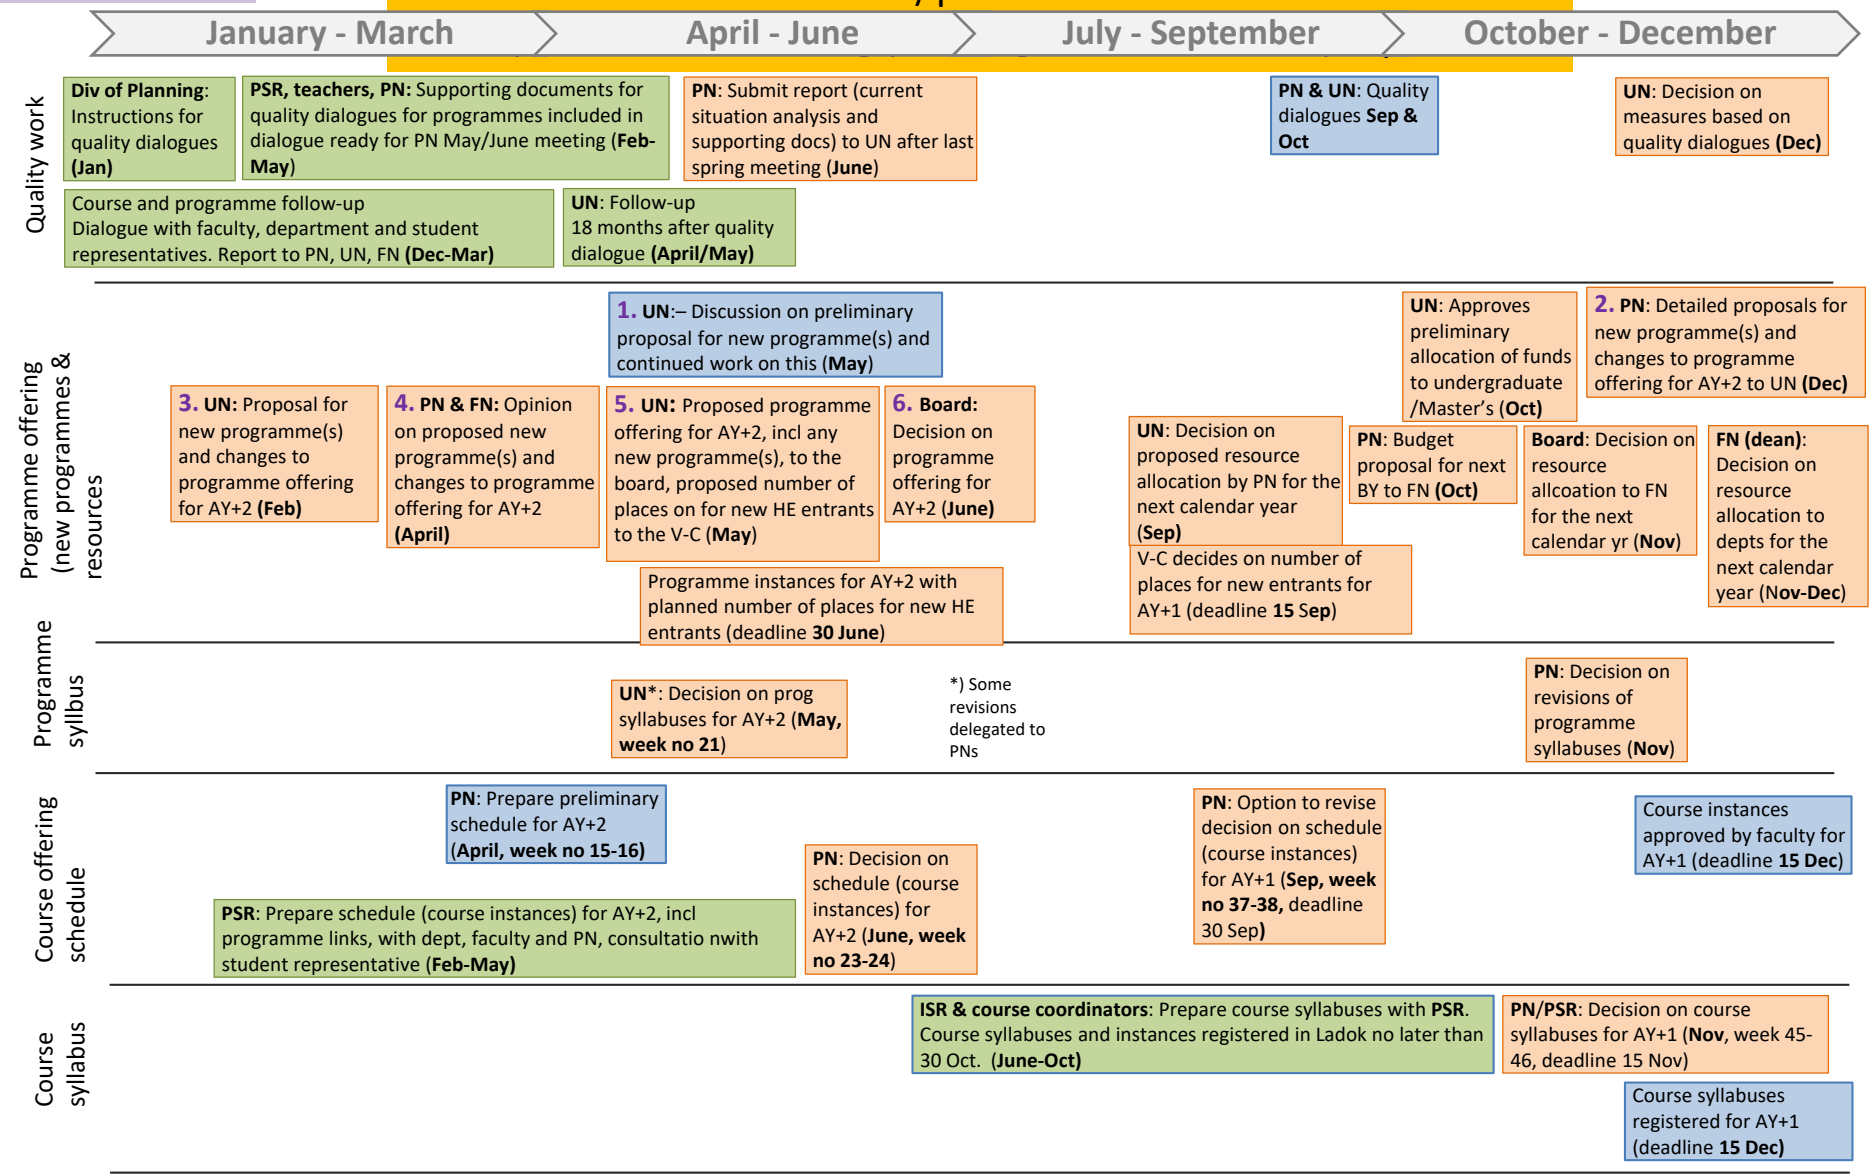 January - March
April - June
July - September
October - December
Quality work
Div of Planning:
Instructions for
quality dialogues
(Jan)
PSR, teachers, PN: Supporting documents for
quality dialogues for programmes included in
dialogue ready for PN May/June meeting (Feb-
May)
PN: Submit report (current
situation analysis and
supporting docs) to UN after last
spring meeting (June)
PN & UN: Quality
dialogues Sep &
Oct
UN: Decision on
measures based on
quality dialogues (Dec)
Course and programme follow-up
Dialogue with faculty, department and student
representatives. Report to PN, UN, FN (Dec-Mar)
UN: Follow-up
18 months after quality
dialogue (April/May)
Programme offering
(new programmes &
resources
1. UN:– Discussion on preliminary
proposal for new programme(s) and
continued work on this (May)
UN: Approves
preliminary
allocation of funds
to undergraduate
/Master's (Oct)
2. PN: Detailed proposals for
new programme(s) and
changes to programme
offering for AY+2 to UN (Dec)
3. UN: Proposal for
new programme(s)
and changes to
programme offering
for AY+2 (Feb)
4. PN & FN: Opinion
on proposed new
programme(s) and
changes to programme
offering for AY+2
(April)
5. UN: Proposed programme
offering for AY+2, incl any
new programme(s), to the
board, proposed number of
places on for new HE entrants
to the V-C (May)
6. Board:
Decision on
programme
offering for
AY+2 (June)
UN: Decision on
proposed resource
allocation by PN for the
next calendar year
(Sep)
PN: Budget
proposal for next
BY to FN (Oct)
Board: Decision on
resource
allcoation to FN
for the next
calendar yr (Nov)
FN (dean):
Decision on
resource
allocation to
depts for the
next calendar
year (Nov-Dec)
V-C decides on number of
places for new entrants for
AY+1 (deadline 15 Sep)
Programme instances for AY+2 with
planned number of places for new HE
entrants (deadline 30 June)
Programme
syllbus
UN*: Decision on prog
syllabuses for AY+2 (May,
week no 21)
*) Some
revisions
delegated to
PNs
PN: Decision on
revisions of
programme
syllabuses (Nov)
Course offering
schedule
PN: Prepare preliminary
schedule for AY+2
(April, week no 15-16)
PN: Decision on
schedule (course
instances) for
AY+2 (June, week
no 23-24)
PN: Option to revise
decision on schedule
(course instances)
for AY+1 (Sep, week
no 37-38, deadline
30 Sep)
Course instances
approved by faculty for
AY+1 (deadline 15 Dec)
PSR: Prepare schedule (course instances) for AY+2, incl
programme links, with dept, faculty and PN, consultatio nwith
student representative (Feb-May)
Course
syllabus
ISR & course coordinators: Prepare course syllabuses with PSR.
Course syllabuses and instances registered in Ladok no later than
30 Oct.  (June-Oct)
PN/PSR: Decision on course
syllabuses for AY+1 (Nov, week 45-
46, deadline 15 Nov)
Course syllabuses
registered for AY+1
(deadline 15 Dec)